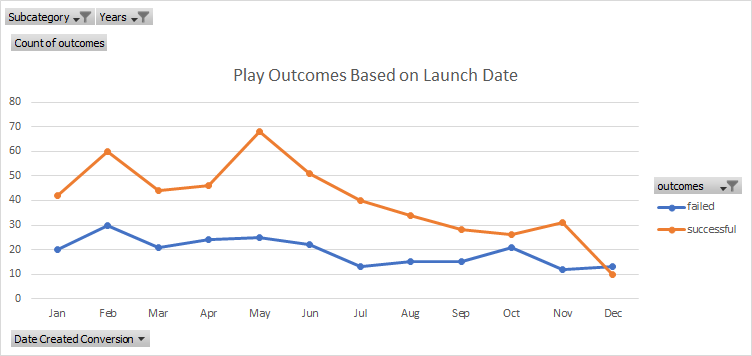 Subcategory Years
Count of outcomes
Play Outcomes Based on Launch Date
80
70
60
50
40
30
20
10
0
Jan Feb Mar Apr May Jun Jul Aug Sep Oct Nov Dec
outcomes
failed
successful
Date Created Conversion